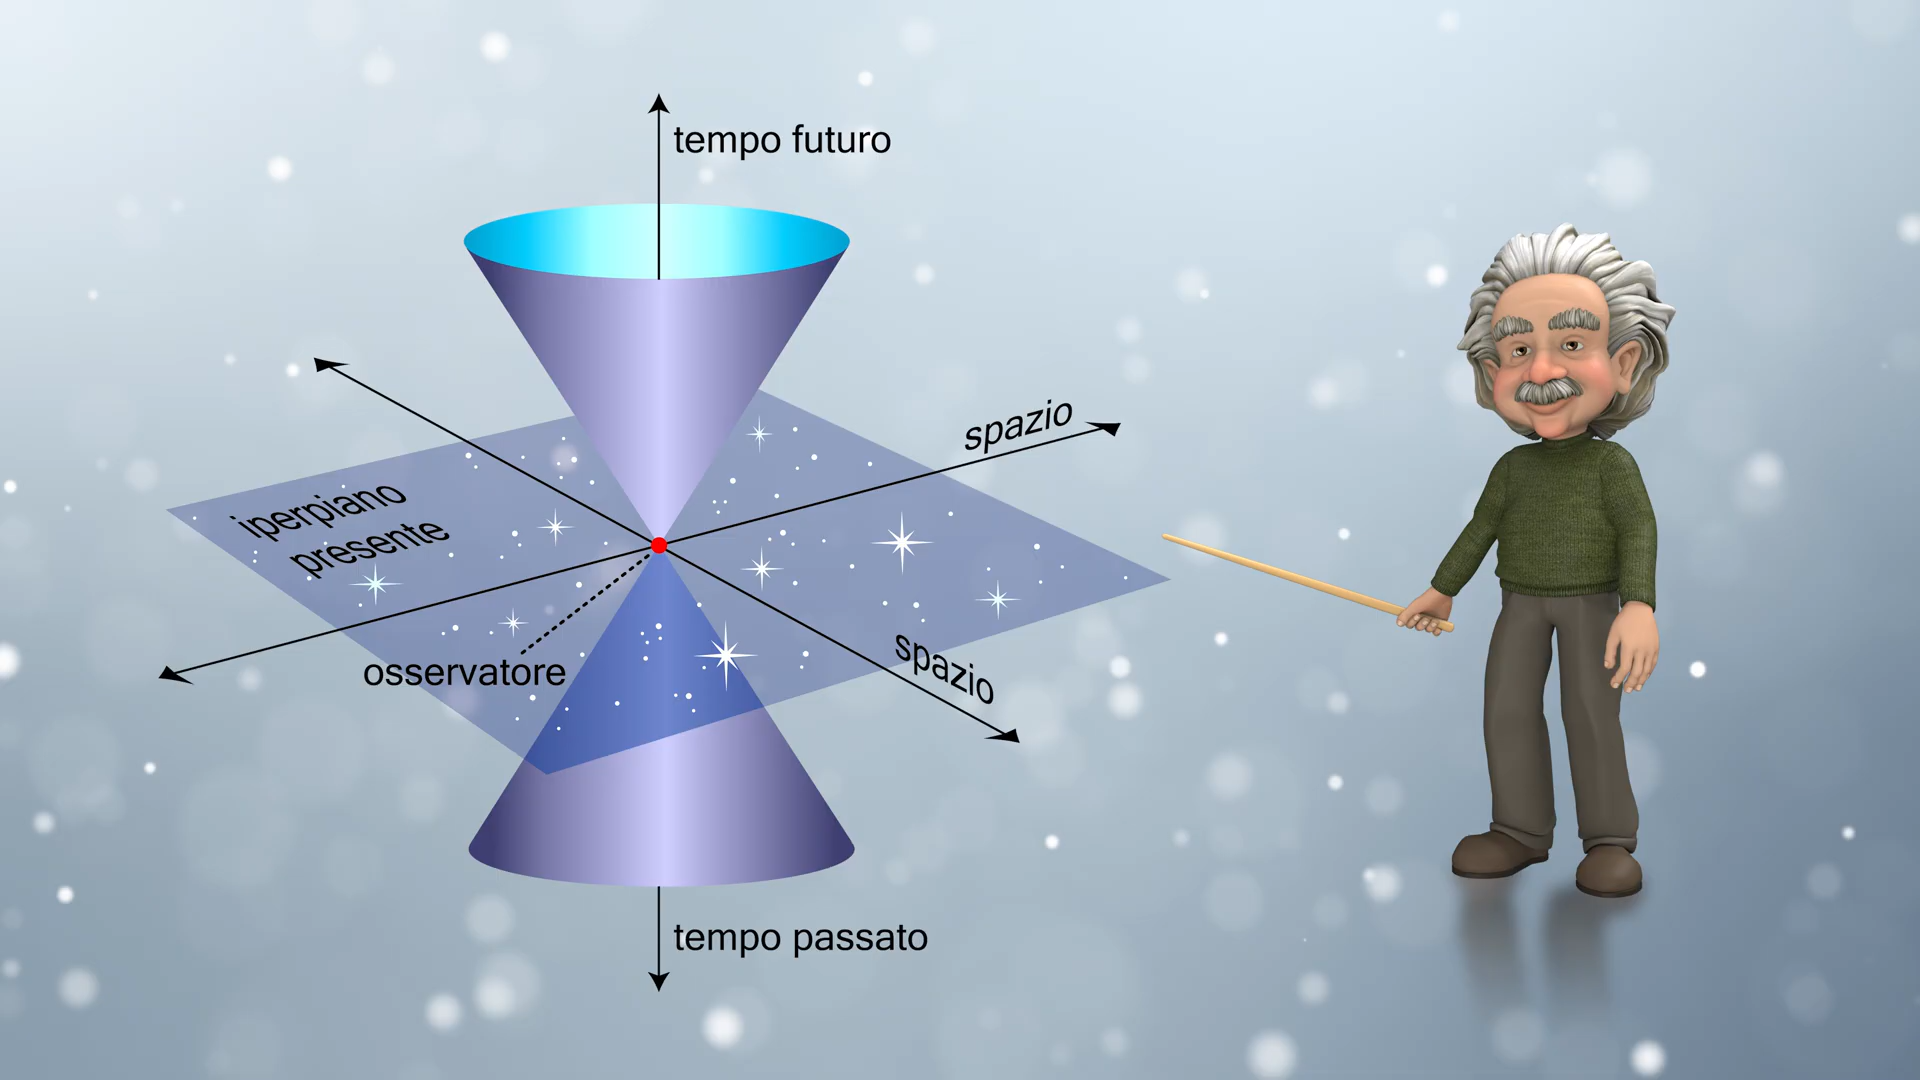 tempo futuro
spazio
iperpiano
presente
spazio
osservatore
tempo passato